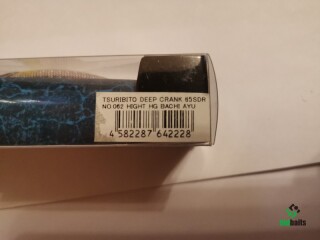 TSURIBITO DEEP CRANK 65SDR
NO.062 HIGHT HG BACHI AYU
4 582287 642228
baits